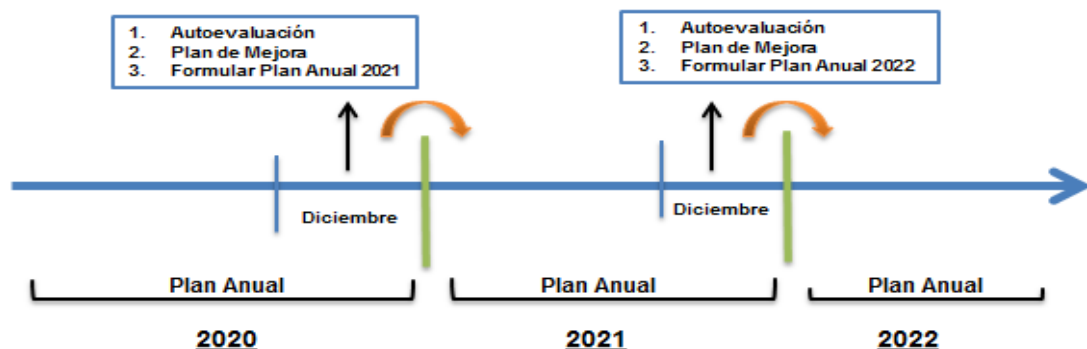 1. Autoevaluación
2. Plan de Mejora
3. Formular Plan Anual 2021
1. Autoevaluación
2. Plan de Mejora
3. Formular Plan Anual 2022
Diciembre
Diciembre
Plan Anual
Plan Anual
Plan Anual
2020
2021
2022